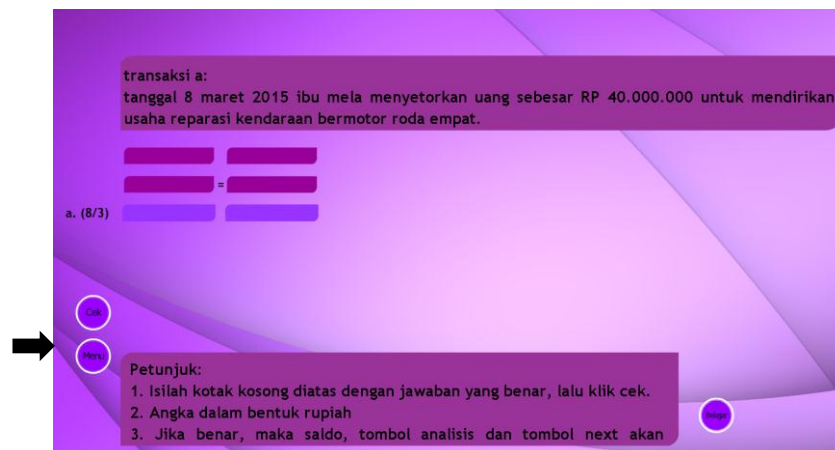 transaksi a:
tanggal 8 maret 2015 ibu mela menyetorkan uang sebesar RP 40.000.000 untuk mendirikan
usaha reparasi kendaraan bermotor roda empat.
=
a. (8/3)
Cek
Menu
Petunjuk:
1. Isilah kotak kosong diatas dengan jawaban yang benar, lalu klik cek.
2. Angka dalam bentuk rupiah
3. Jika benar, maka saldo, tombol analisis dan tombol next akan